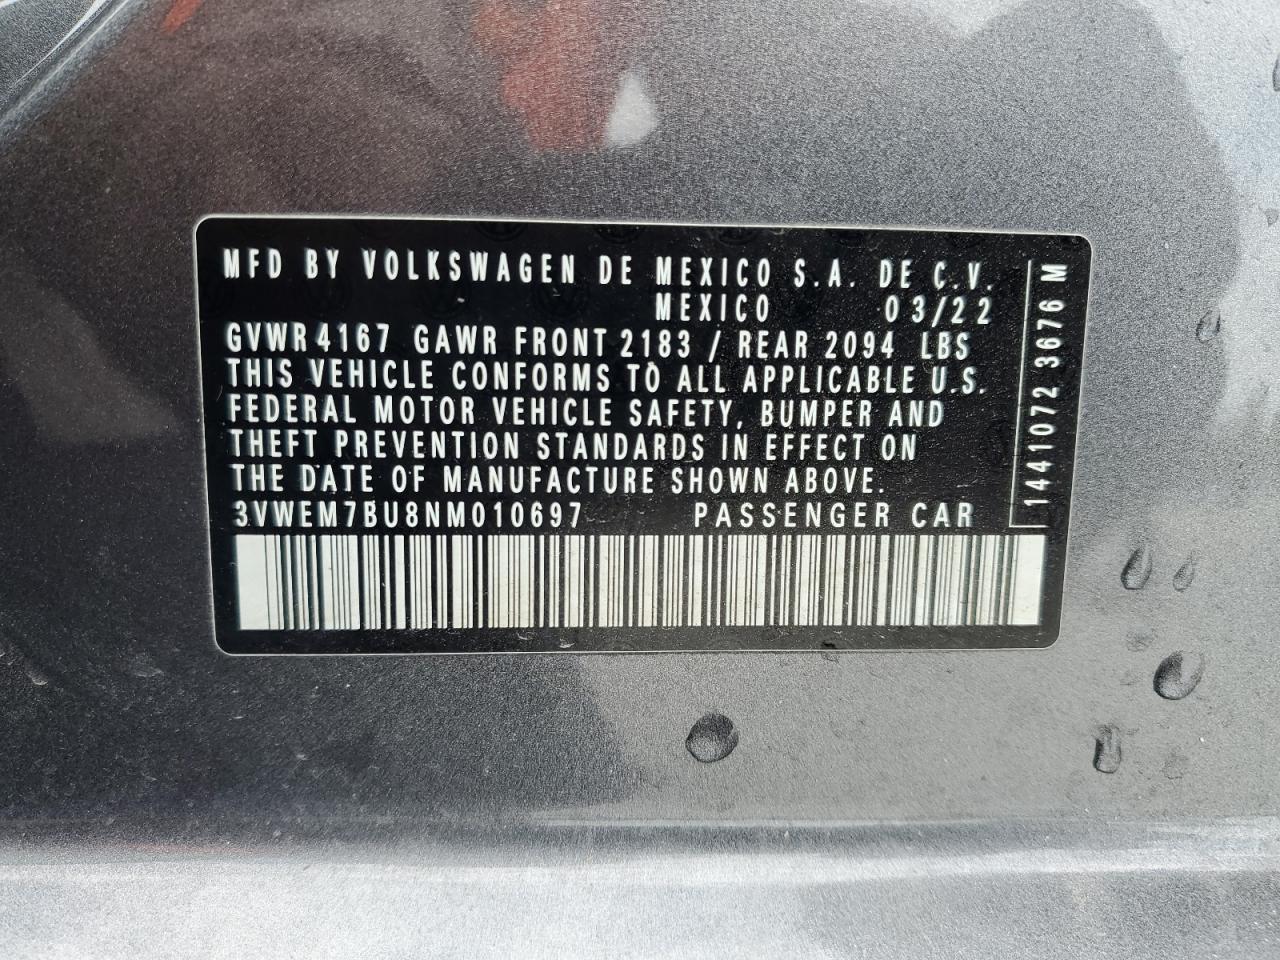 MFD BY VOLKSWAGEN DE MEXICO S.A. DE C.V.
MEXICO 03/22
GVWR 4167 GAWR FRONT 2183 / REAR 2094 LBS
THIS VEHICLE CONFORMS TO ALL APPLICABLE U.S.
FEDERAL MOTOR VEHICLE SAFETY, BUMPER AND
THEFT PREVENTION STANDARDS IN EFFECT ON
THE DATE OF MANUFACTURE SHOWN ABOVE.
3VWEM7BU8NM010697 PASSENGER CAR
1441072 3676 M